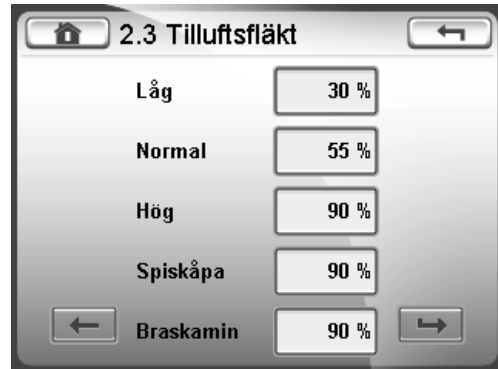 2.3 Tilluftsfläkt
Låg 30 %
Normal 55 %
Hög 90 %
Spiskåpa 90 %
Braskamin 90 %